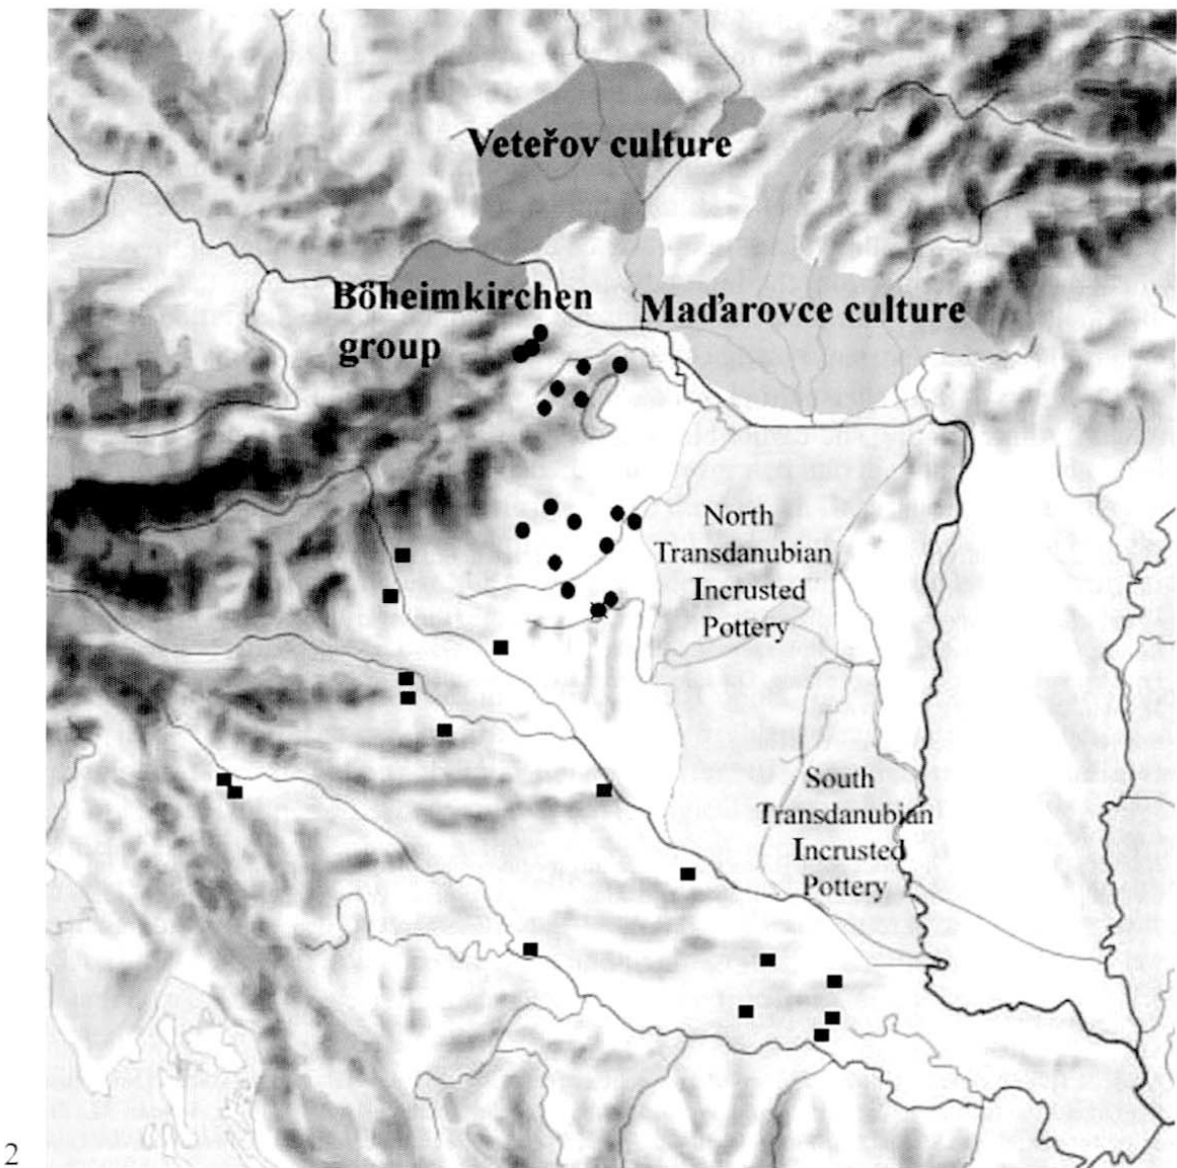 Veteřov culture
Böheimkirchen
group
Maďarovce culture
North
Transdanubian
Incrusted
Pottery
South
Transdanubian
Incrusted
Pottery
2